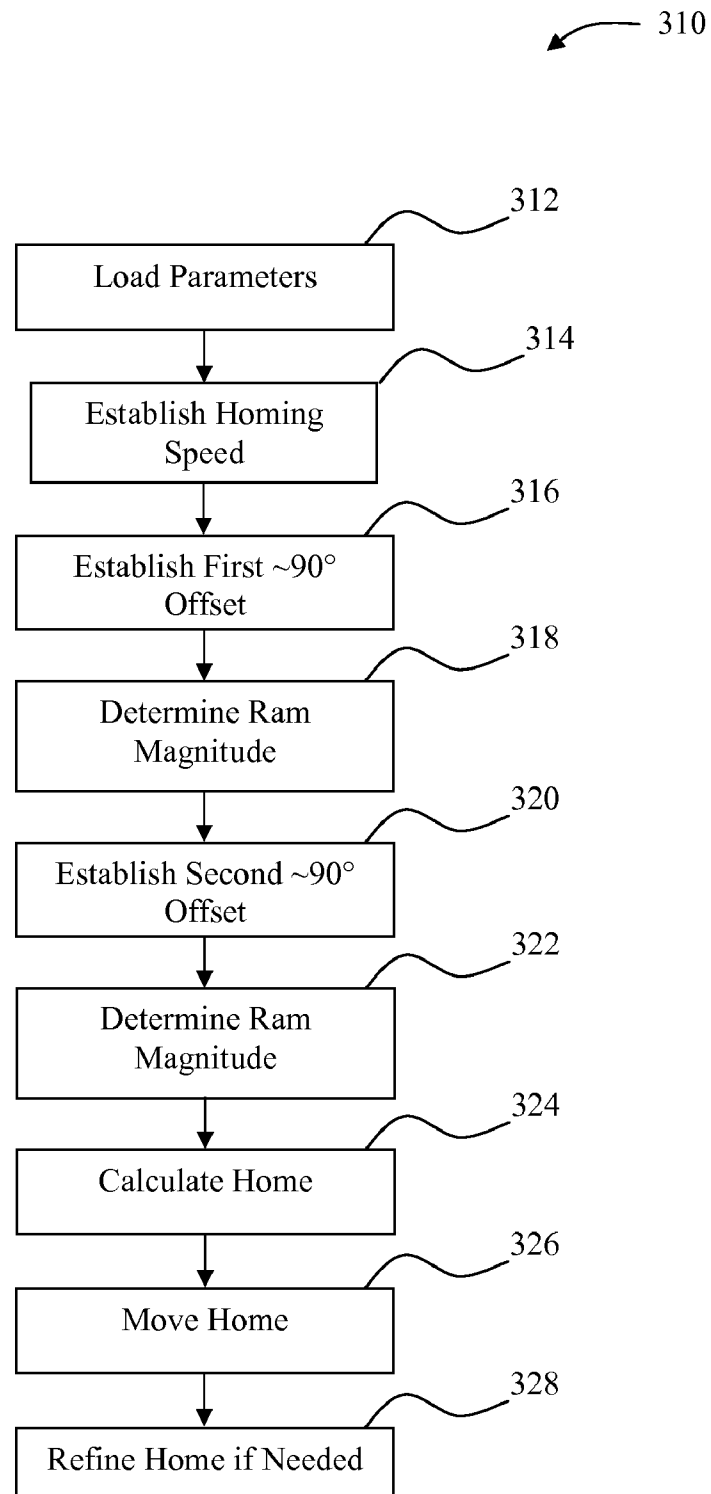 310
312
Load Parameters
314
Establish Homing
Speed
316
Establish First ~90°
Offset
318
Determine Ram
Magnitude
320
Establish Second ~90°
Offset
322
Determine Ram
Magnitude
324
Calculate Home
326
Move Home
328
Refine Home if Needed